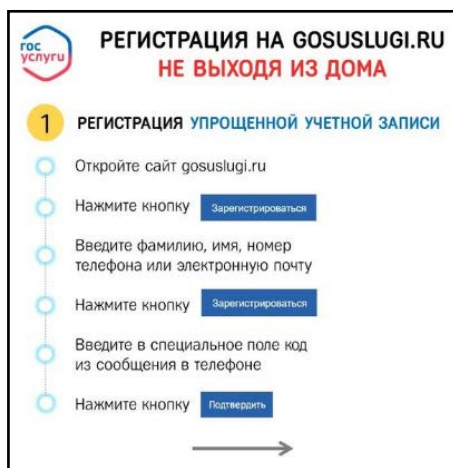 гос
услуги
РЕГИСТРАЦИЯ НА GOSUSLUGI.RU
НЕ ВЫХОДЯ ИЗ ДОМА
1 РЕГИСТРАЦИЯ УПРОЩЕННОЙ УЧЕТНОЙ ЗАПИСИ
Откройте сайт gosuslugi.ru
Нажмите кнопку Зарегистрироваться
Введите фамилию, имя, номер
телефона или электронную почту
Нажмите кнопку Зарегистрироваться
Введите в специальное поле код
из сообщения в телефоне
Нажмите кнопку Подтвердить